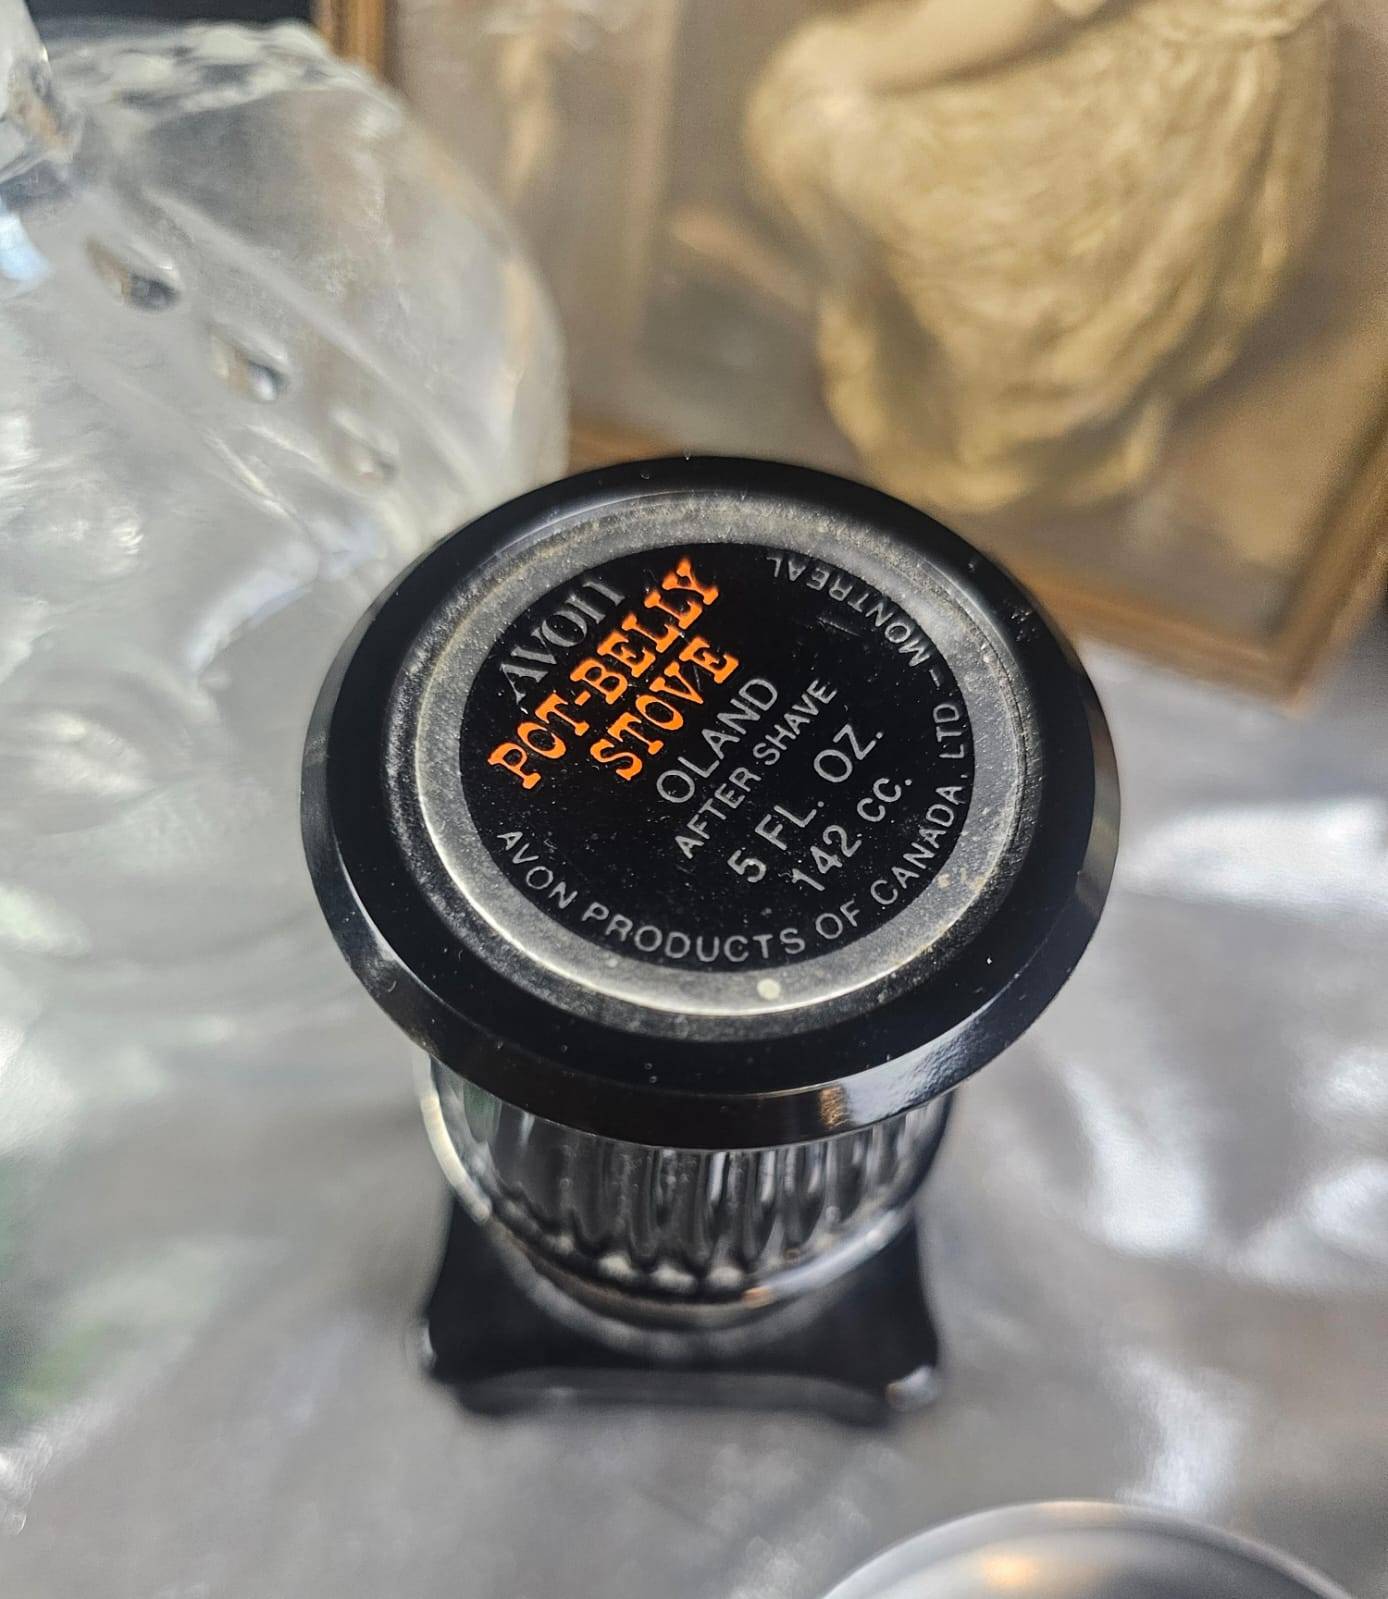 AVON
POT-BELLY
STOVE
OLAND
AFTER SHAVE
5 FL. OZ.
142 CC.
AVON PRODUCTS OF CANADA, LTD - MONTREAL